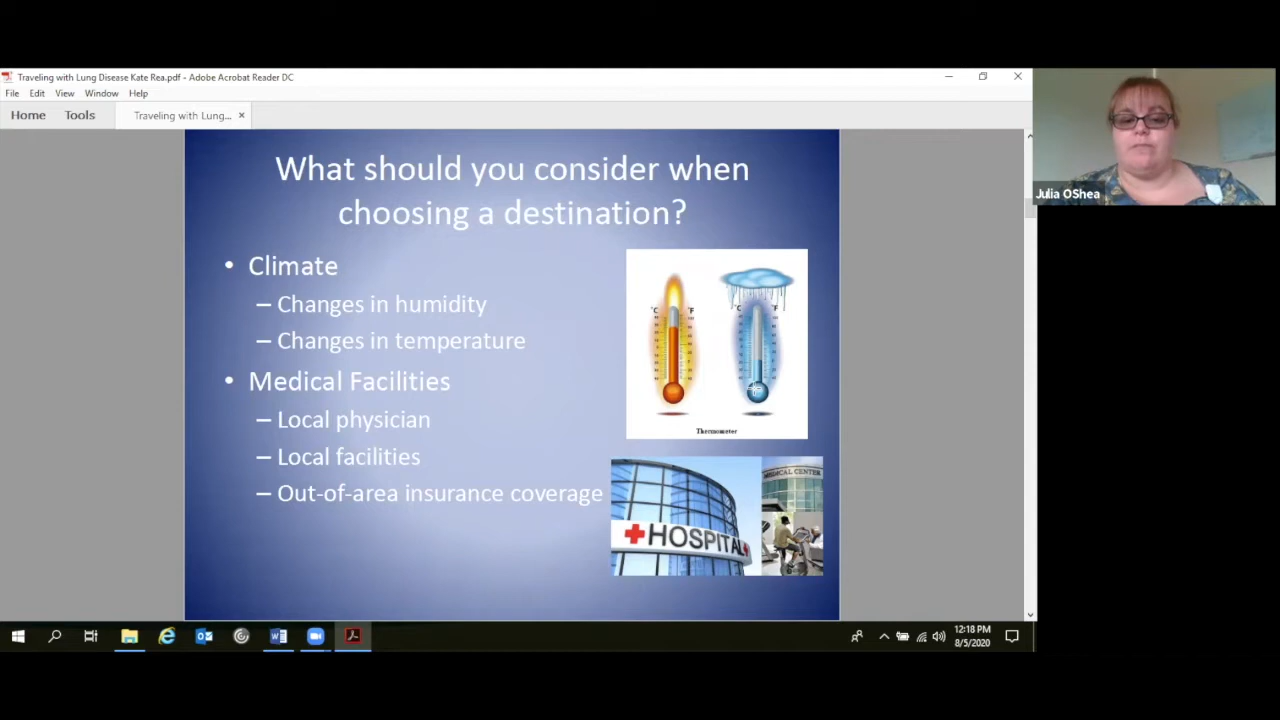 Traveling with Lung Disease Kate Rea.pdf - Adobe Acrobat Reader DC
File Edit View Window Help
Home Tools Traveling with Lung... ×
Julia OShea
What should you consider when
choosing a destination?
• Climate
– Changes in humidity
– Changes in temperature
• Medical Facilities
– Local physician
– Local facilities
– Out-of-area insurance coverage
°C °F °C °F
Thermometer
MEDICAL CENTER
HOSPITAL
12:18 PM
8/5/2020